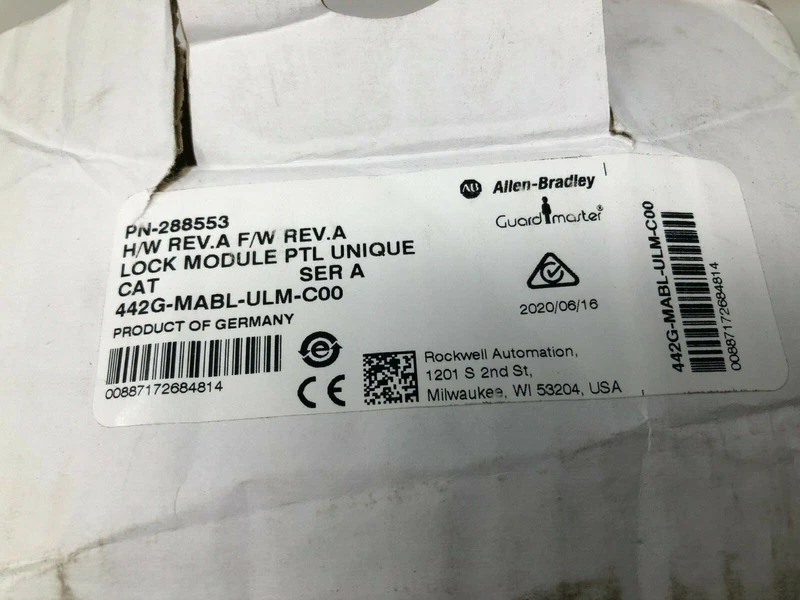 PN-288553
H/W REV.A F/W REV.A
LOCK MODULE PTL UNIQUE
CAT SER A
442G-MABL-ULM-C00
PRODUCT OF GERMANY
00887172684814
AB Allen-Bradley
Guardmaster®
2020/06/16
e
CE
Rockwell Automation,
1201 S 2nd St,
Milwaukee, WI 53204, USA
442G-MABL-ULM-C00
00887172684814